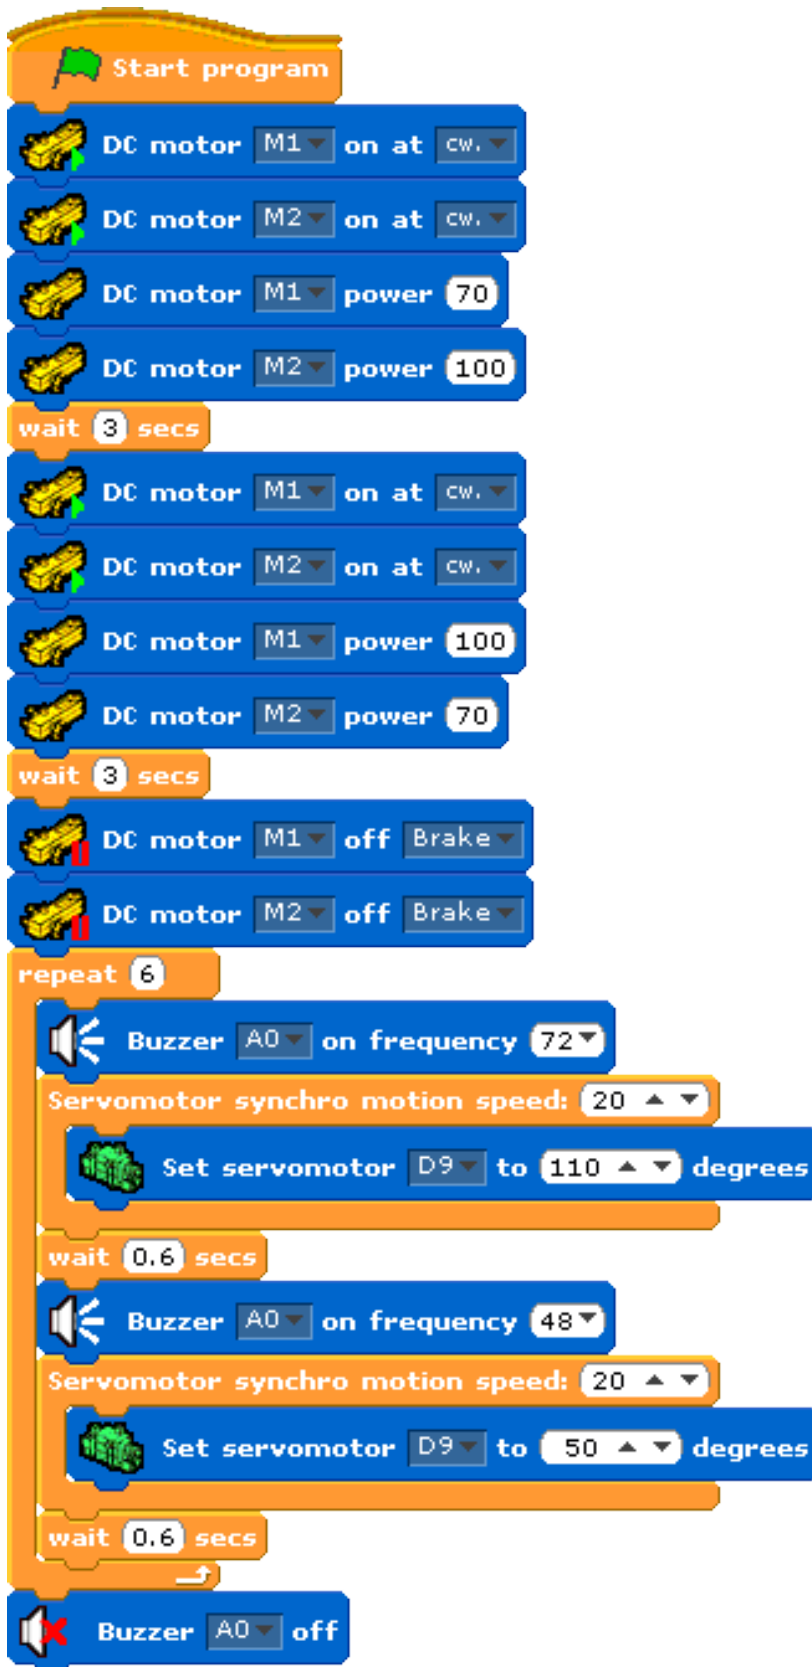 Start program
DC motor M1 on at cw.
DC motor M2 on at cw.
DC motor M1 power 70
DC motor M2 power 100
wait 3 secs
DC motor M1 on at cw.
DC motor M2 on at cw.
DC motor M1 power 100
DC motor M2 power 70
wait 3 secs
DC motor M1 off Brake
DC motor M2 off Brake
repeat 6
Buzzer A0 on frequency 72
Servomotor synchro motion speed: 20
Set servomotor D9 to 110 degrees
wait 0.6 secs
Buzzer A0 on frequency 48
Servomotor synchro motion speed: 20
Set servomotor D9 to 50 degrees
wait 0.6 secs
Buzzer A0 off